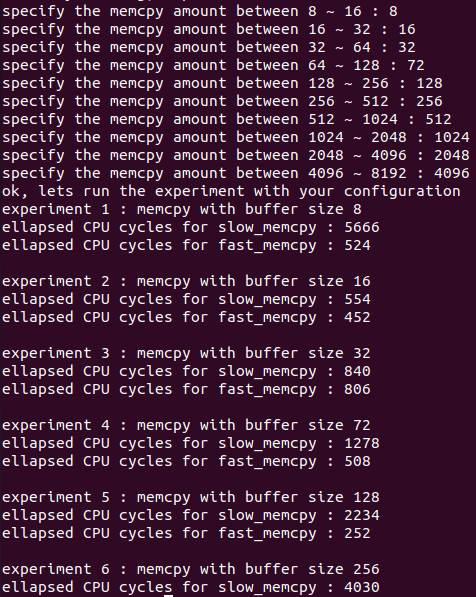 specify the memcpy amount between 8 ~ 16 : 8
specify the memcpy amount between 16 ~ 32 : 16
specify the memcpy amount between 32 ~ 64 : 32
specify the memcpy amount between 64 ~ 128 : 72
specify the memcpy amount between 128 ~ 256 : 128
specify the memcpy amount between 256 ~ 512 : 256
specify the memcpy amount between 512 ~ 1024 : 512
specify the memcpy amount between 1024 ~ 2048 : 1024
specify the memcpy amount between 2048 ~ 4096 : 2048
specify the memcpy amount between 4096 ~ 8192 : 4096
ok, lets run the experiment with your configuration
experiment 1 : memcpy with buffer size 8
ellapsed CPU cycles for slow_memcpy : 5666
ellapsed CPU cycles for fast_memcpy : 524
experiment 2 : memcpy with buffer size 16
ellapsed CPU cycles for slow_memcpy : 554
ellapsed CPU cycles for fast_memcpy : 452
experiment 3 : memcpy with buffer size 32
ellapsed CPU cycles for slow_memcpy : 840
ellapsed CPU cycles for fast_memcpy : 806
experiment 4 : memcpy with buffer size 72
ellapsed CPU cycles for slow_memcpy : 1278
ellapsed CPU cycles for fast_memcpy : 508
experiment 5 : memcpy with buffer size 128
ellapsed CPU cycles for slow_memcpy : 2234
ellapsed CPU cycles for fast_memcpy : 252
experiment 6 : memcpy with buffer size 256
ellapsed CPU cycles for slow_memcpy : 4030